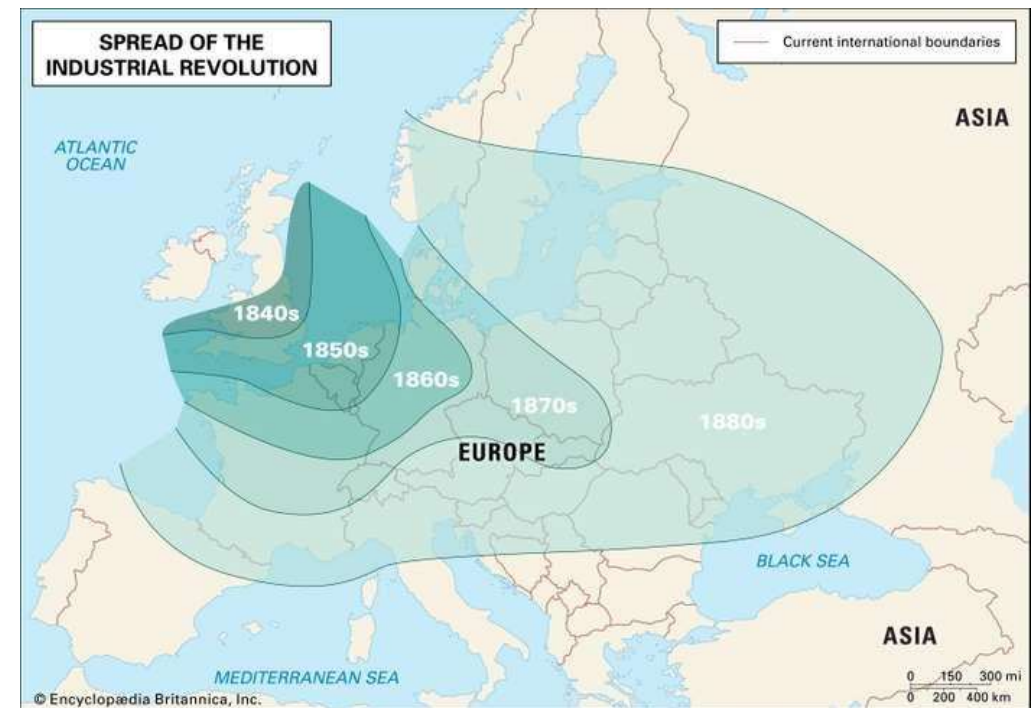 SPREAD OF THE
INDUSTRIAL REVOLUTION
Current international boundaries
ATLANTIC
OCEAN
ASIA
1840s
1850s
1860s
1870s
1880s
EUROPE
BLACK SEA
ASIA
MEDITERRANEAN SEA
0 150 300 mi
0 200 400 km
© Encyclopædia Britannica, Inc.